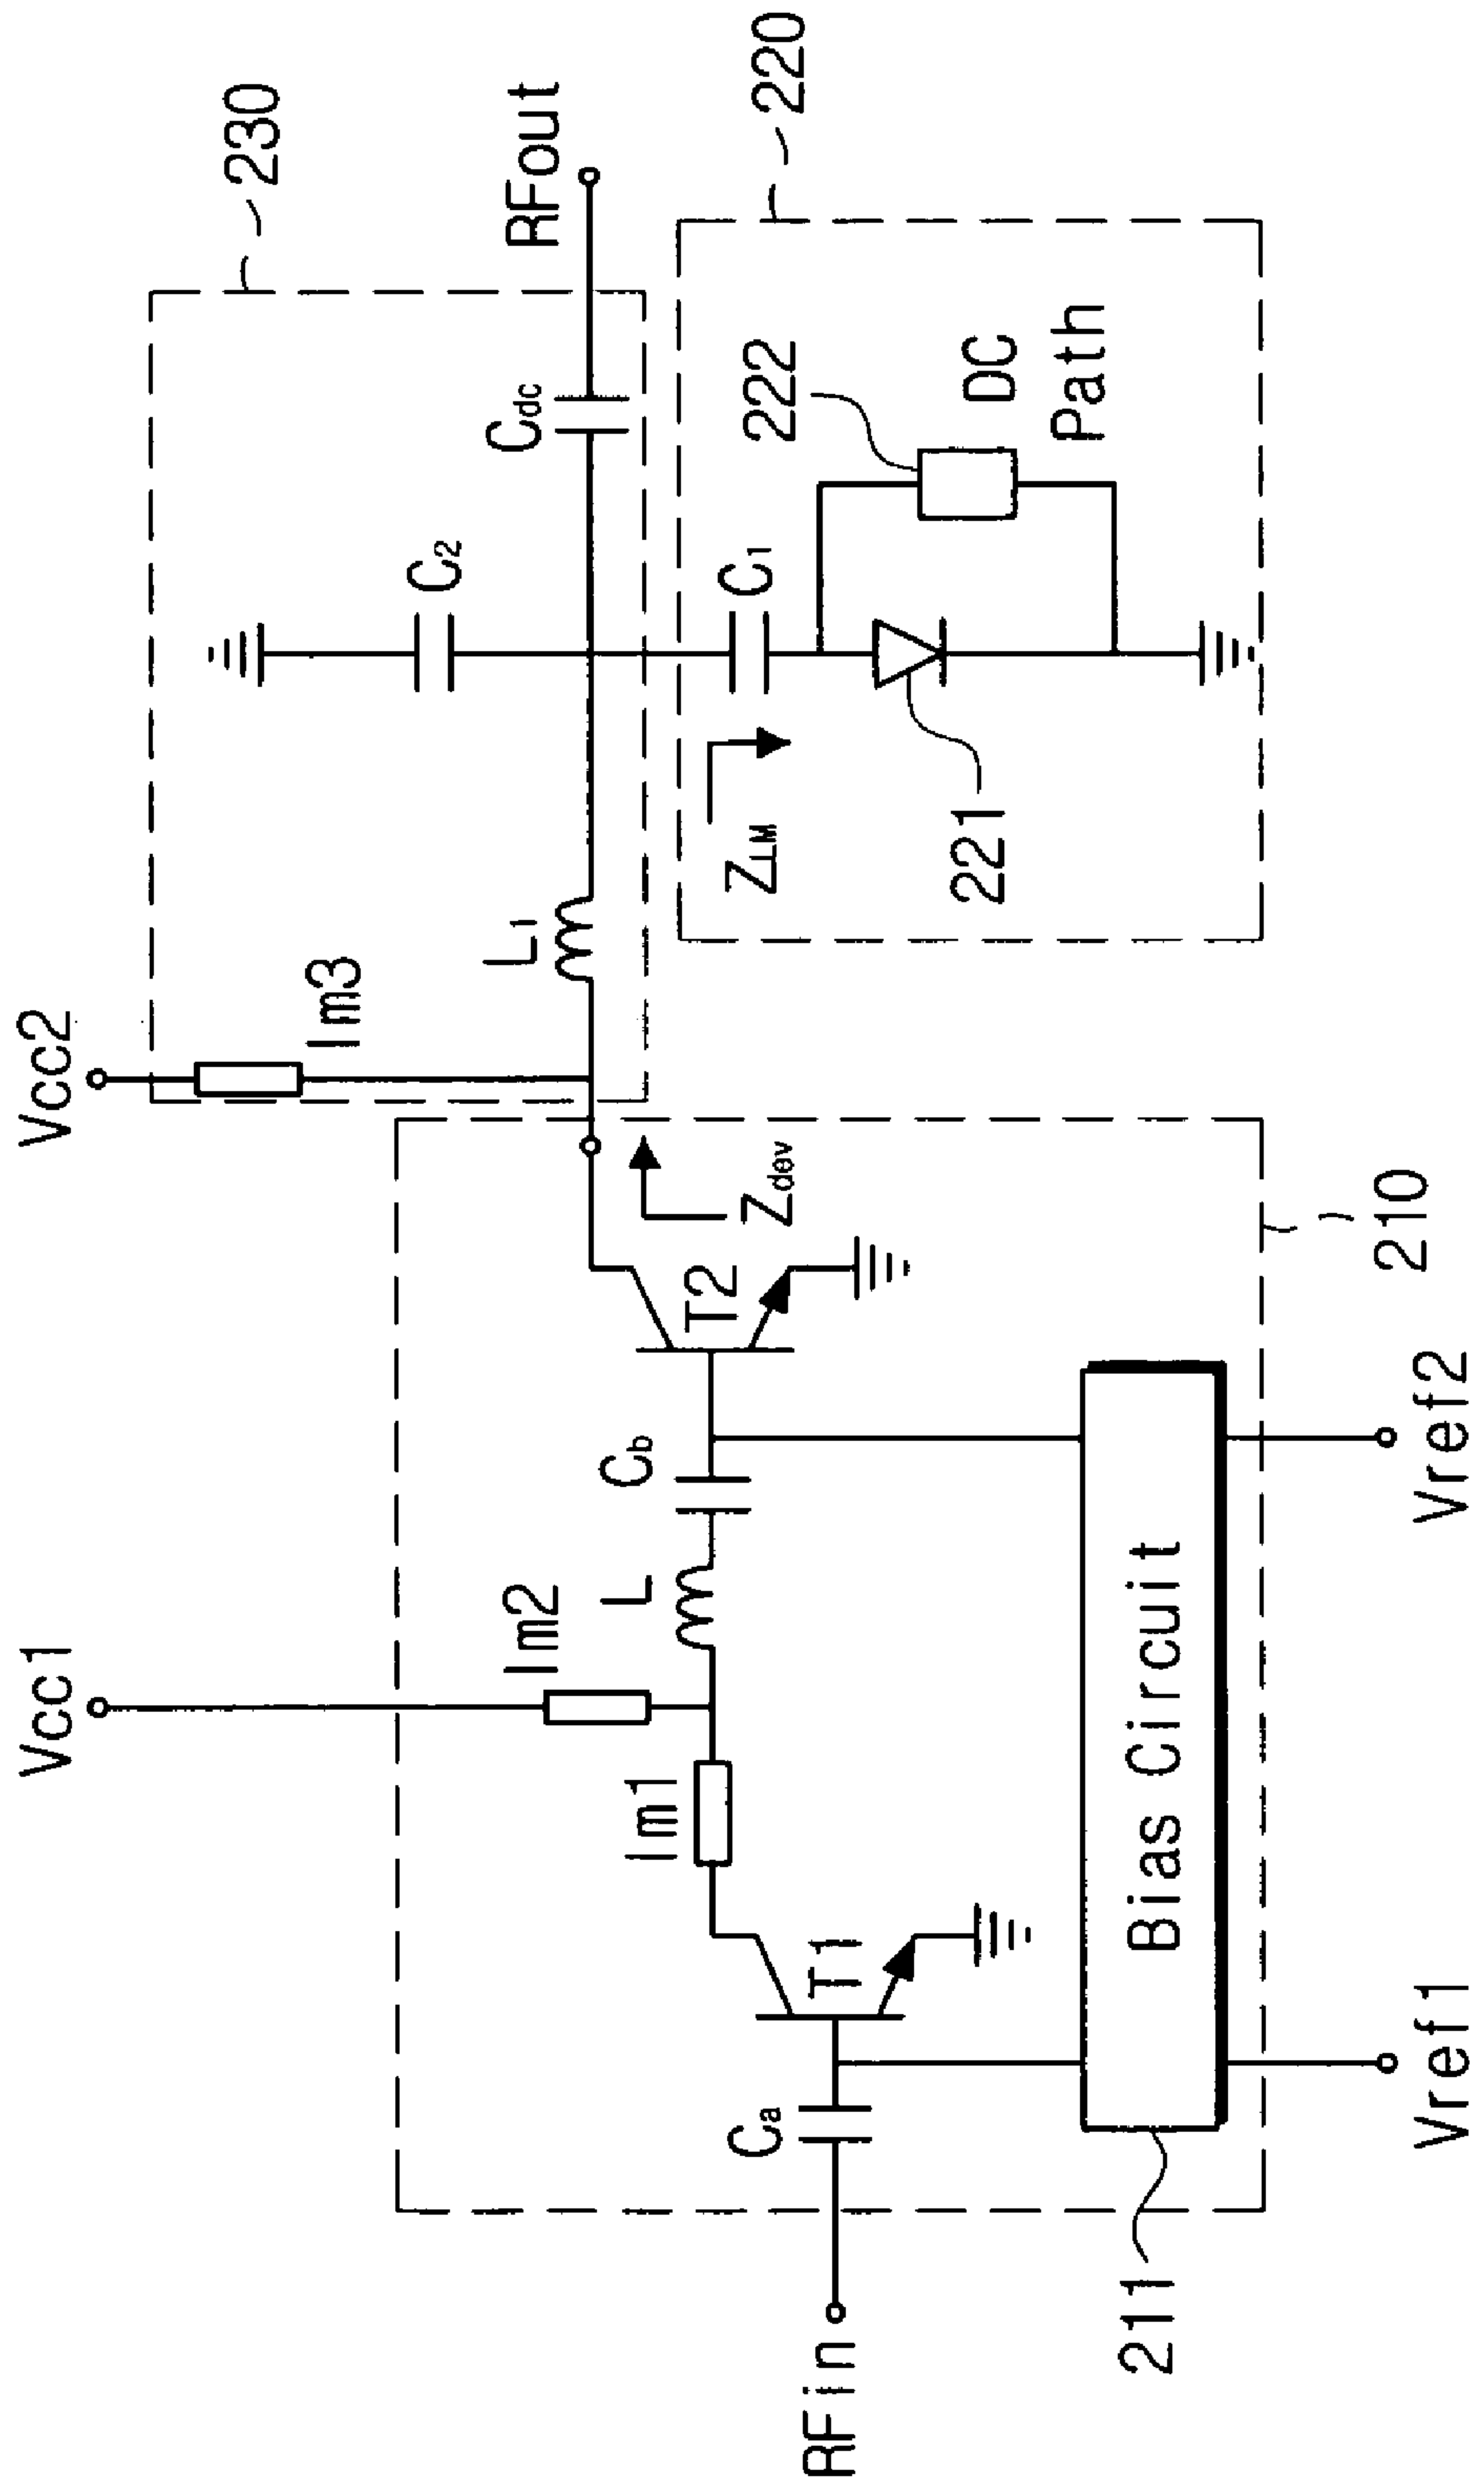 Vcc1
Vcc2
230
Im3
C2
L1
Cdc
RFout
220
Im2
Im1
L
Cb
T2
Zdev
ZLM
C1
222
DC
Path
221
RFin
Ca
T1
Bias Circuit
211
210
Vref1
Vref2